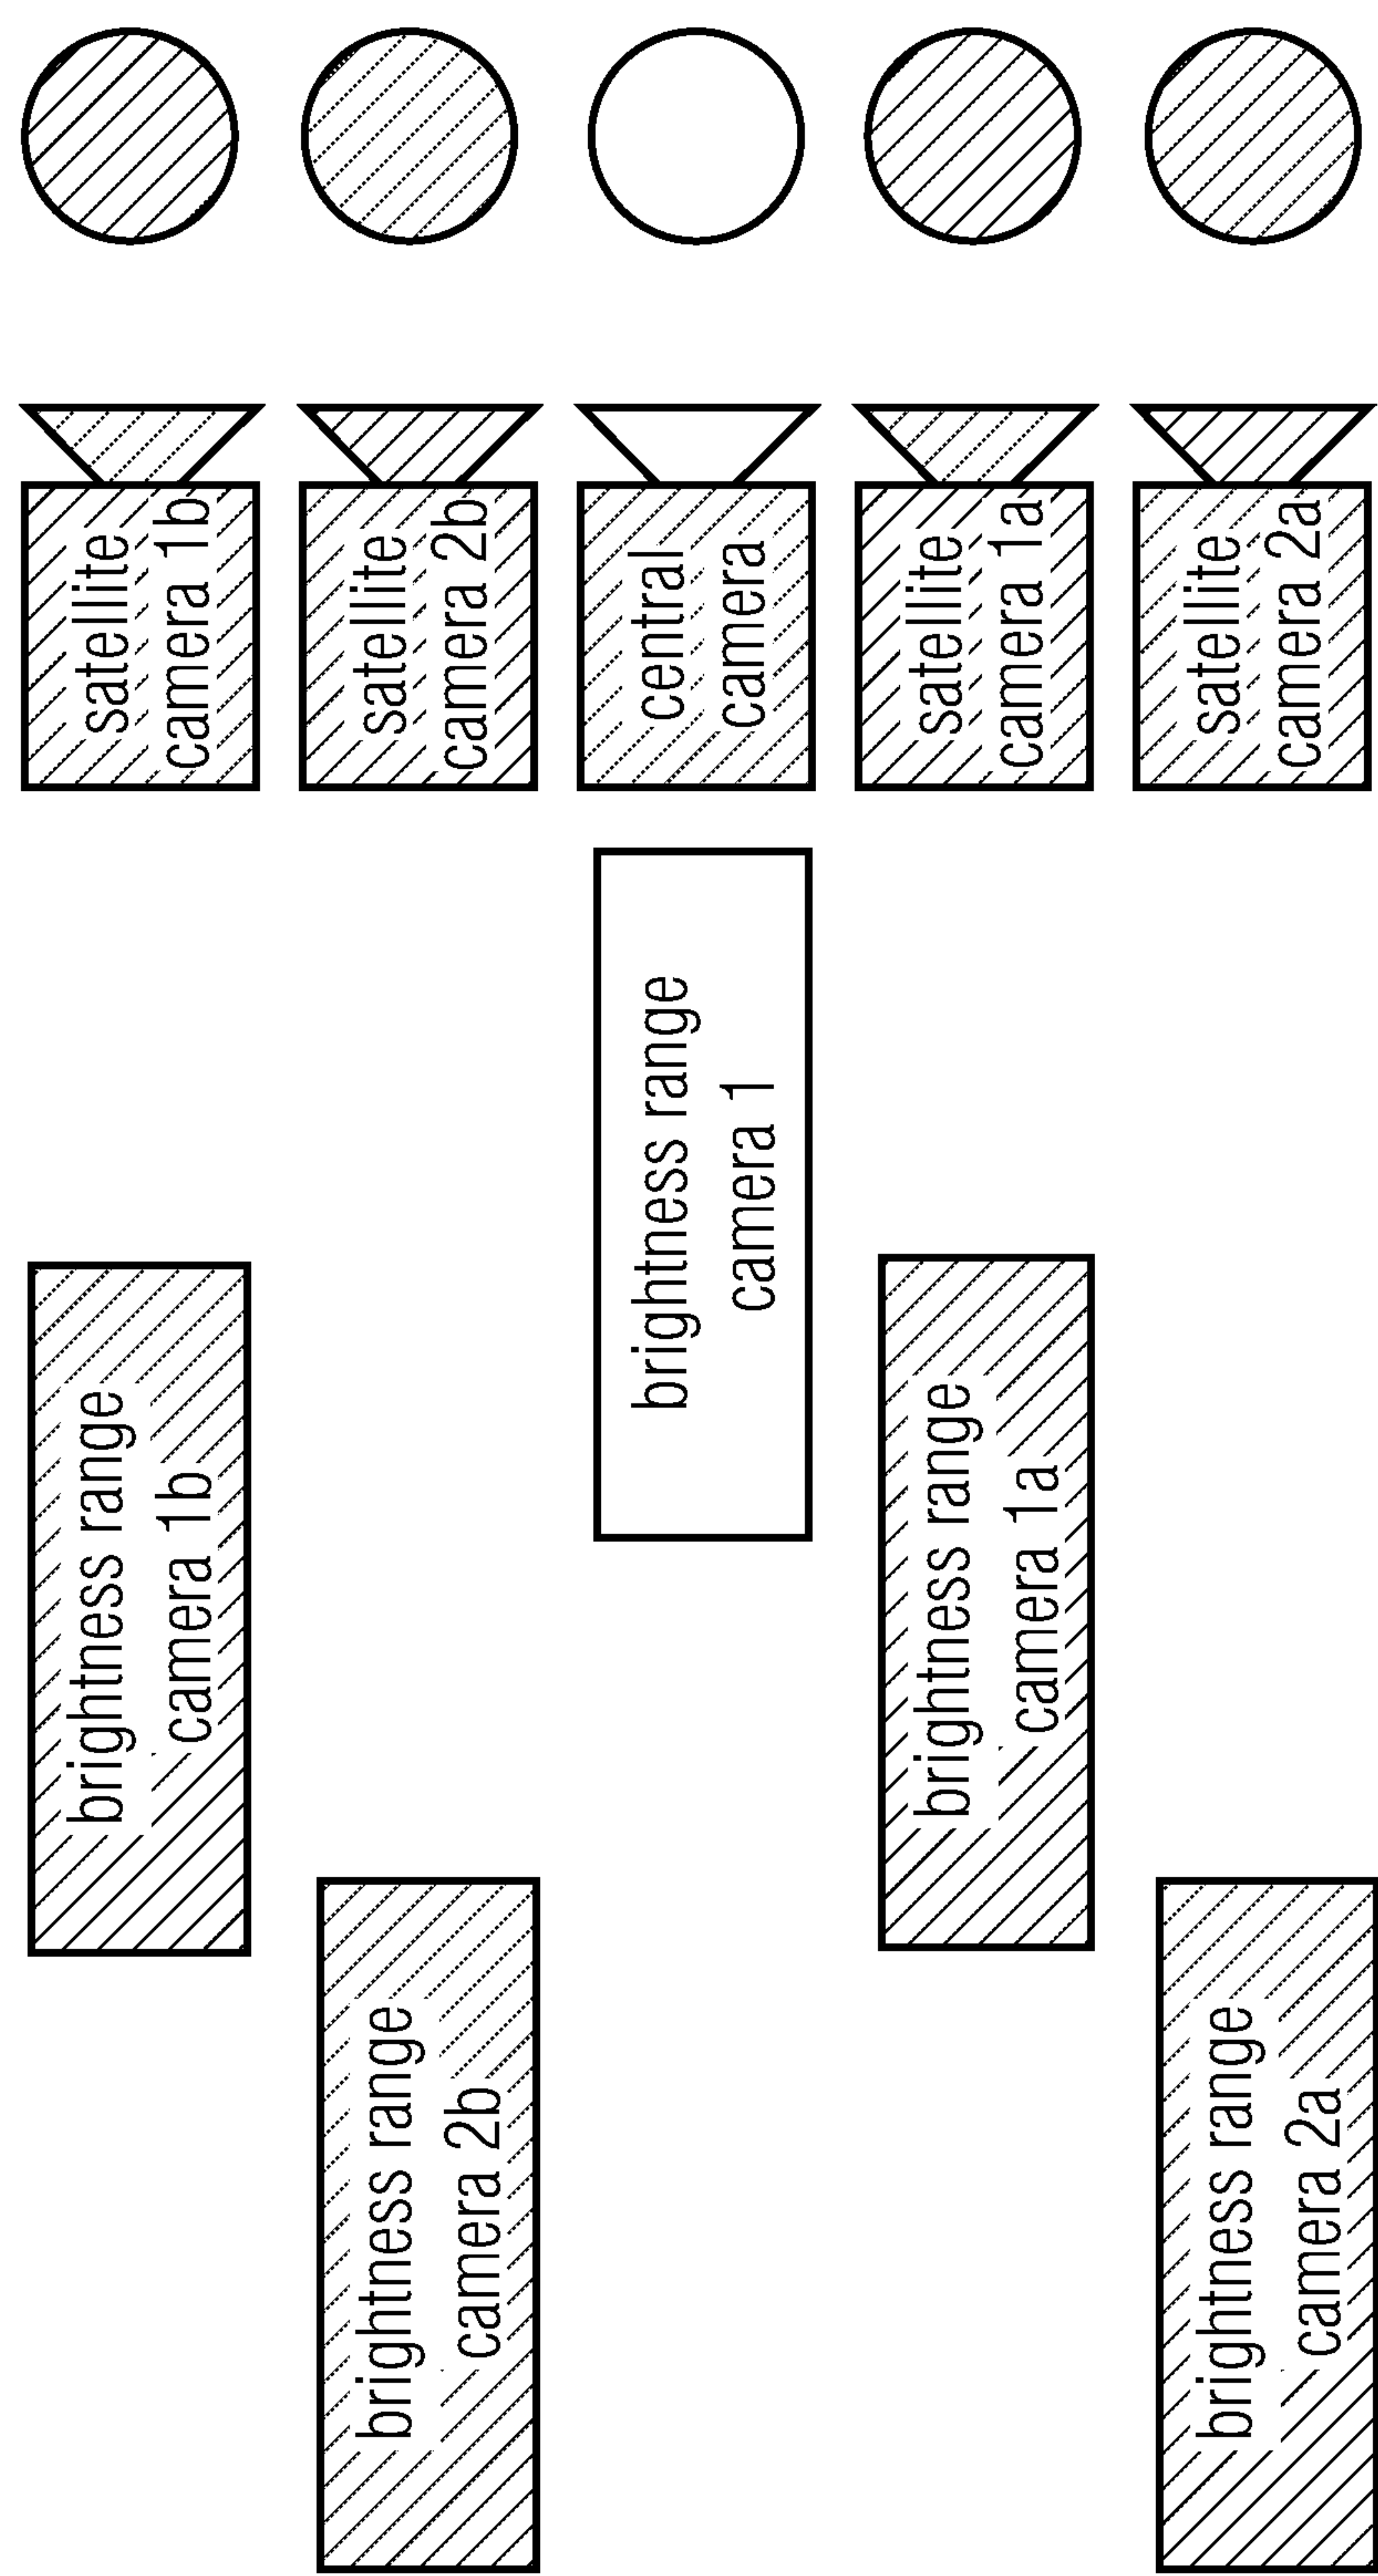 satellite
camera 1b
satellite
camera 2b
central
camera
satellite
camera 1a
satellite
camera 2a
brightness range
camera 1
brightness range
camera 1b
brightness range
camera 1a
brightness range
camera 2b
brightness range
camera 2a